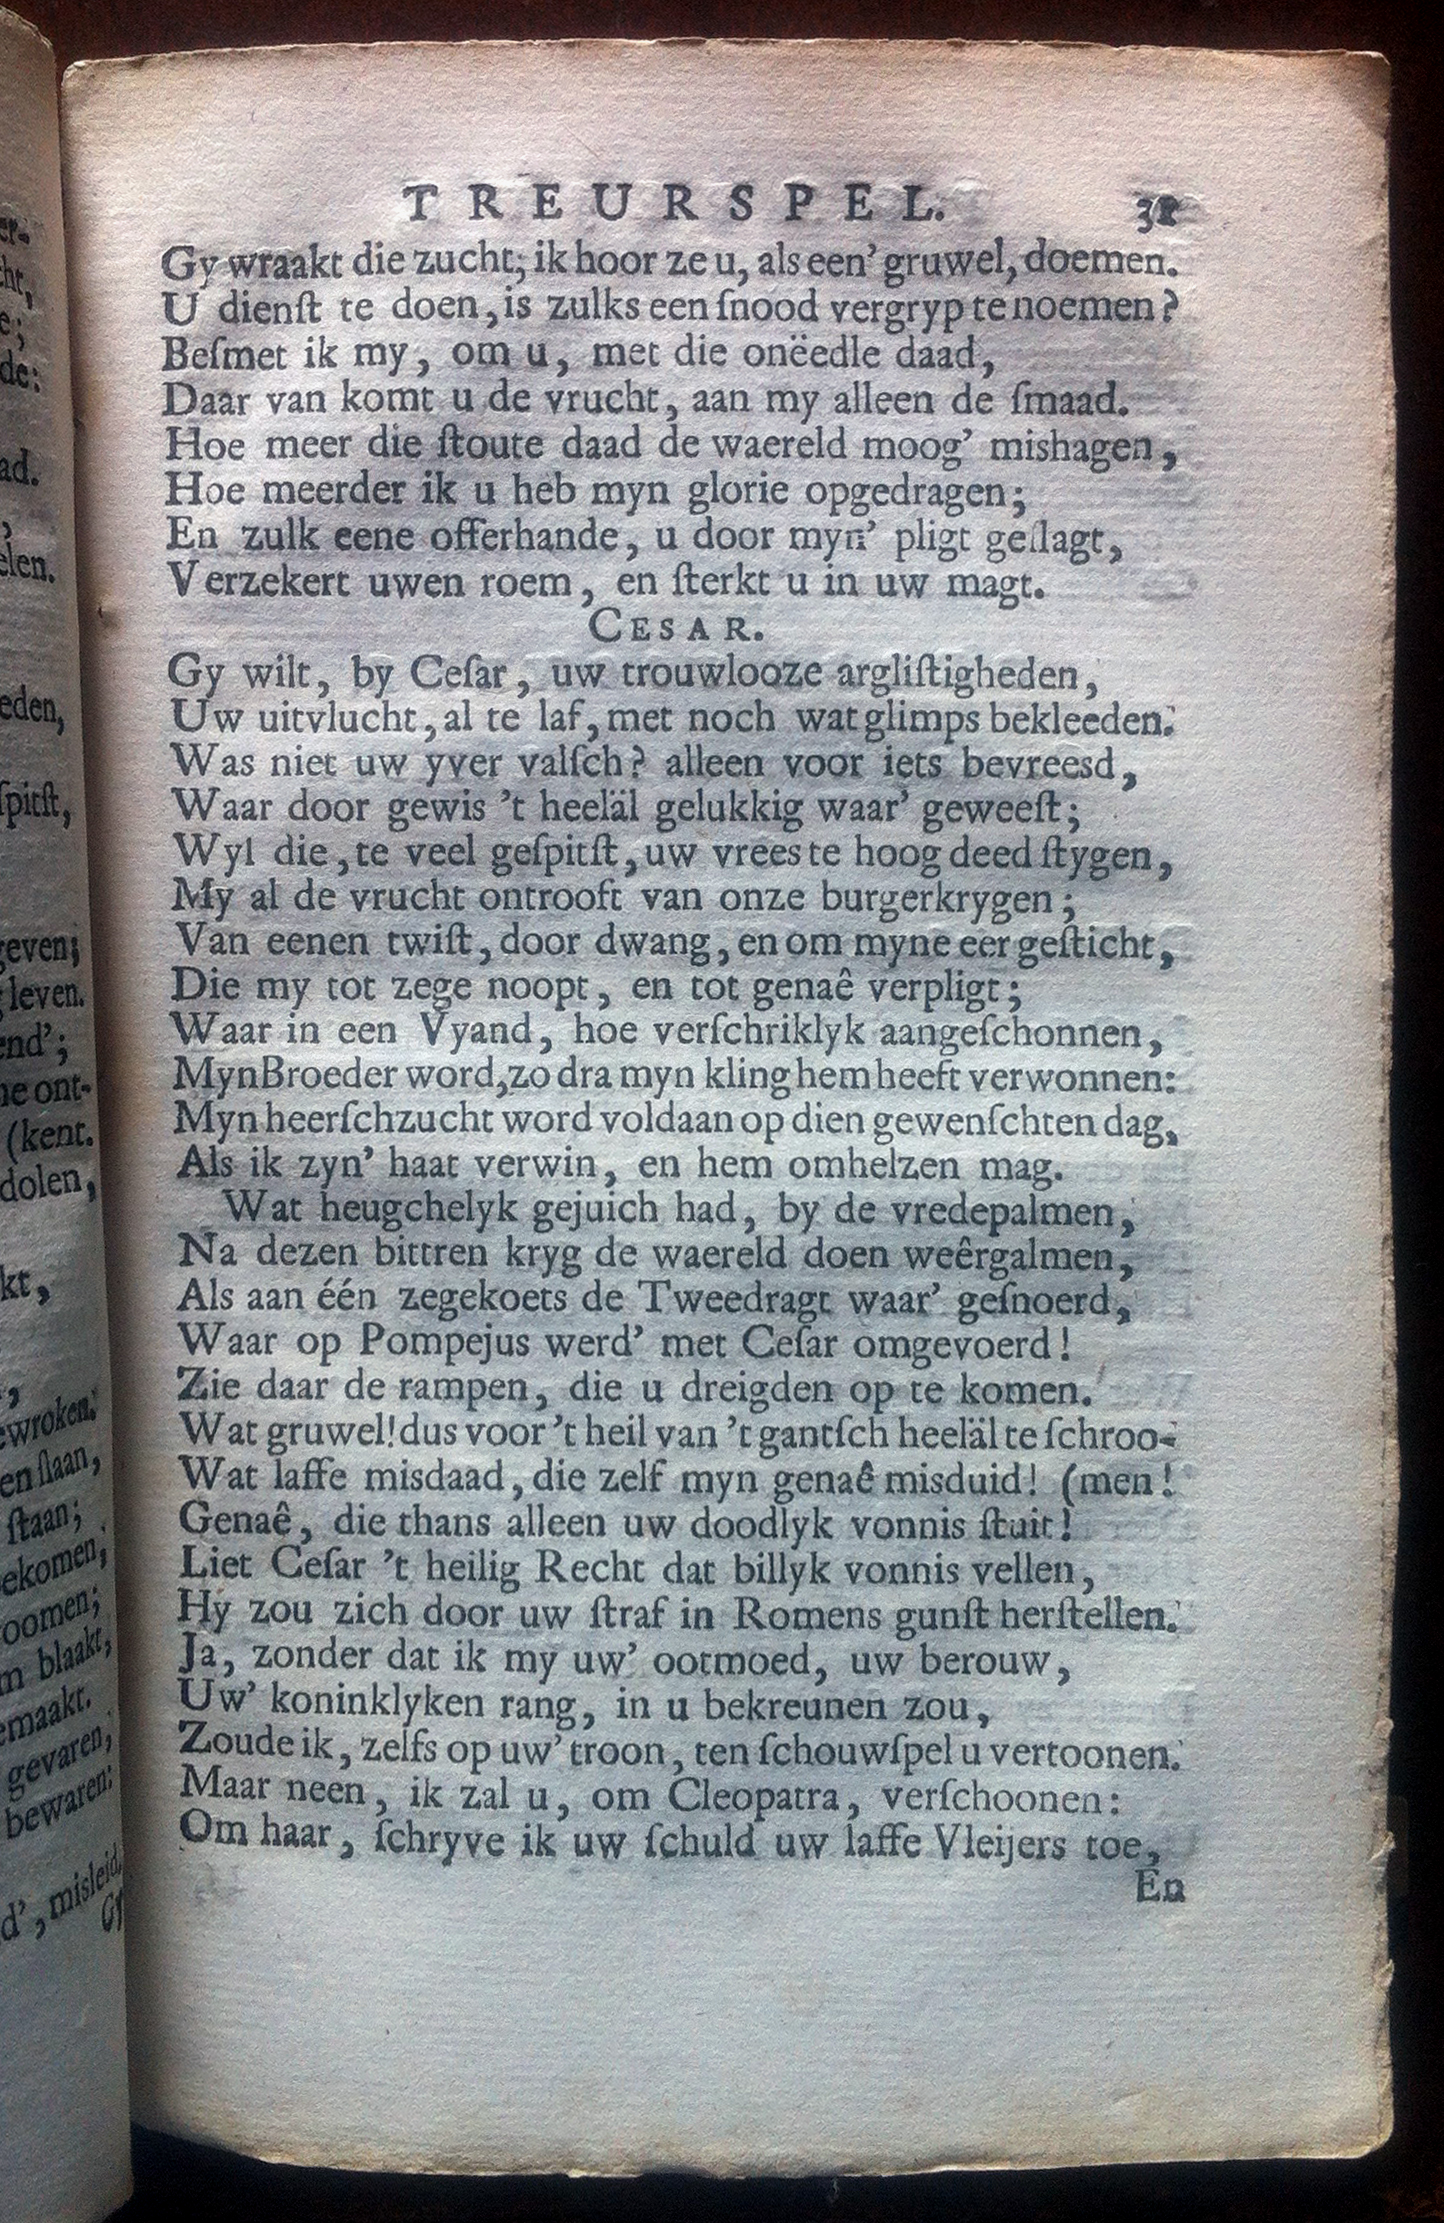 TREURSPEL. 31
Gy wraakt die zucht; ik hoor ze u, als een' gruwel, doemen.
U dienſt te doen, is zulks een ſnood vergryp te noemen?
Beſmet ik my, om u, met die onëedle daad,
Daar van komt u de vrucht, aan my alleen de ſmaad.
Hoe meer die ſtoute daad de waereld moog' mishagen,
Hoe meerder ik u heb myn glorie opgedragen;
En zulk eene offerhande, u door myn' pligt geſlagt,
Verzekert uwen roem, en ſterkt u in uw magt.
CESAR.
Gy wilt, by Ceſar, uw trouwlooze argliſtigheden,
Uw uitvlucht, al te laf, met noch wat glimps bekleeden.
Was niet uw yver valſch? alleen voor iets bevreesd,
Waar door gewis 't heeläl gelukkig waar' geweeſt;
Wyl die, te veel geſpitſt, uw vrees te hoog deed ſtygen,
My al de vrucht ontrooft van onze burgerkrygen;
Van eenen twiſt, door dwang, en om myne eer geſticht,
Die my tot zege noopt, en tot genaê verpligt;
Waar in een Vyand, hoe verſchriklyk aangeſchonnen,
Myn Broeder word, zo dra myn kling hem heeft verwonnen:
Myn heerſchzucht word voldaan op dien gewenſchten dag,
Als ik zyn' haat verwin, en hem omhelzen mag.
Wat heugchelyk gejuich had, by de vredepalmen,
Na dezen bittren kryg de waereld doen weêrgalmen,
Als aan één zegekoets de Tweedragt waar' geſnoerd,
Waar op Pompejus werd' met Ceſar omgevoerd!
Zie daar de rampen, die u dreigden op te komen.
Wat gruwel! dus voor 't heil van 't gantſch heeläl te ſchroo-
Wat laffe misdaad, die zelf myn genaê misduid! (men!
Genaê, die thans alleen uw doodlyk vonnis ſtuit!
Liet Ceſar 't heilig Recht dat billyk vonnis vellen,
Hy zou zich door uw ſtraf in Romens gunſt herſtellen.
Ja, zonder dat ik my uw' ootmoed, uw berouw,
Uw' koninklyken rang, in u bekreunen zou,
Zoude ik, zelfs op uw' troon, ten ſchouwſpel u vertoonen.
Maar neen, ik zal u, om Cleopatra, verſchoonen:
Om haar, ſchryve ik uw ſchuld uw laffe Vleijers toe,
En